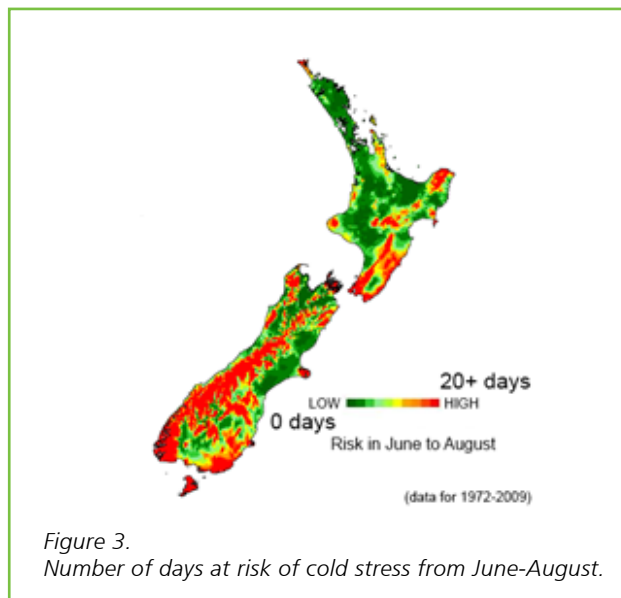 20+ days
LOW HIGH
0 days
Risk in June to August
(data for 1972-2009)
Figure 3.
Number of days at risk of cold stress from June-August.